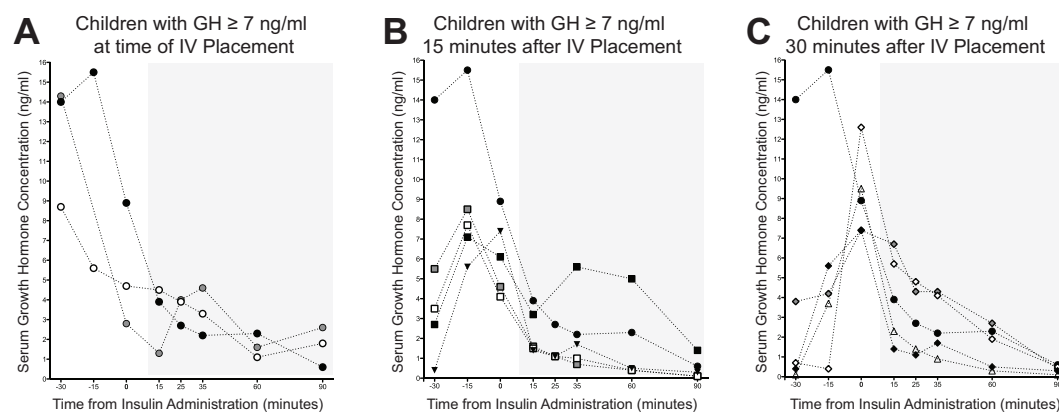 A
Children with GH ≥ 7 ng/ml
at time of IV Placement
Serum Growth Hormone Concentration (ng/ml)
16
15
14
13
12
11
10
9
8
7
6
5
4
3
2
1
0
-30 -15 0 15 25 35 60 90
Time from Insulin Administration (minutes)
B
Children with GH ≥ 7 ng/ml
15 minutes after IV Placement
Serum Growth Hormone Concentration (ng/ml)
16
15
14
13
12
11
10
9
8
7
6
5
4
3
2
1
0
-30 -15 0 15 25 35 60 90
Time from Insulin Administration (minutes)
C
Children with GH ≥ 7 ng/ml
30 minutes after IV Placement
Serum Growth Hormone Concentration (ng/ml)
16
15
14
13
12
11
10
9
8
7
6
5
4
3
2
1
0
-30 -15 0 15 25 35 60 90
Time from Insulin Administration (minutes)